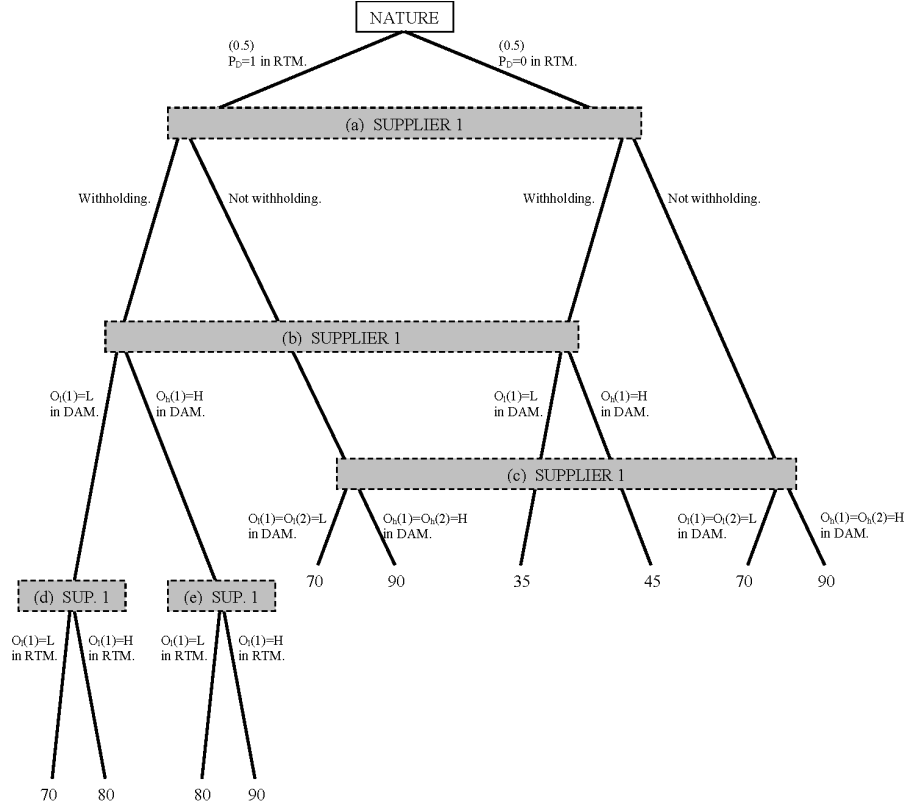 NATURE
(0.5)
P_D=1 in RTM.
(0.5)
P_D=0 in RTM.
(a) SUPPLIER 1
Withholding.
Not withholding.
Withholding.
Not withholding.
(b) SUPPLIER 1
O_l(1)=L
in DAM.
O_h(1)=H
in DAM.
O_l(1)=L
in DAM.
O_h(1)=H
in DAM.
(c) SUPPLIER 1
O_l(1)=O_l(2)=L
in DAM.
O_h(1)=O_h(2)=H
in DAM.
O_l(1)=O_l(2)=L
in DAM.
O_h(1)=O_h(2)=H
in DAM.
70
90
35
45
70
90
(d) SUP. 1
(e) SUP. 1
O_l(1)=L
in RTM.
O_l(1)=H
in RTM.
O_l(1)=L
in RTM.
O_l(1)=H
in RTM.
70
80
80
90